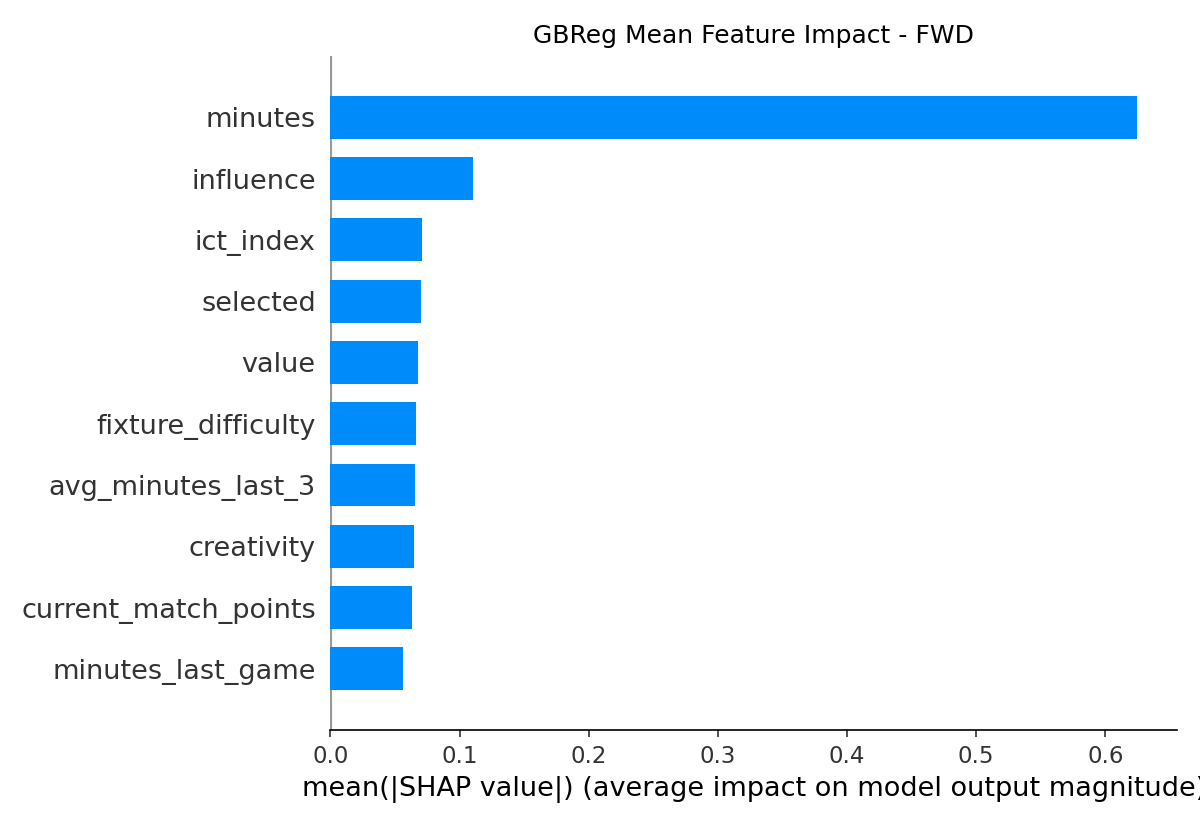 GBReg Mean Feature Impact - FWD
minutes
influence
ict_index
selected
value
fixture_difficulty
avg_minutes_last_3
creativity
current_match_points
minutes_last_game
0.0 0.1 0.2 0.3 0.4 0.5 0.6
mean(|SHAP value|) (average impact on model output magnitude)